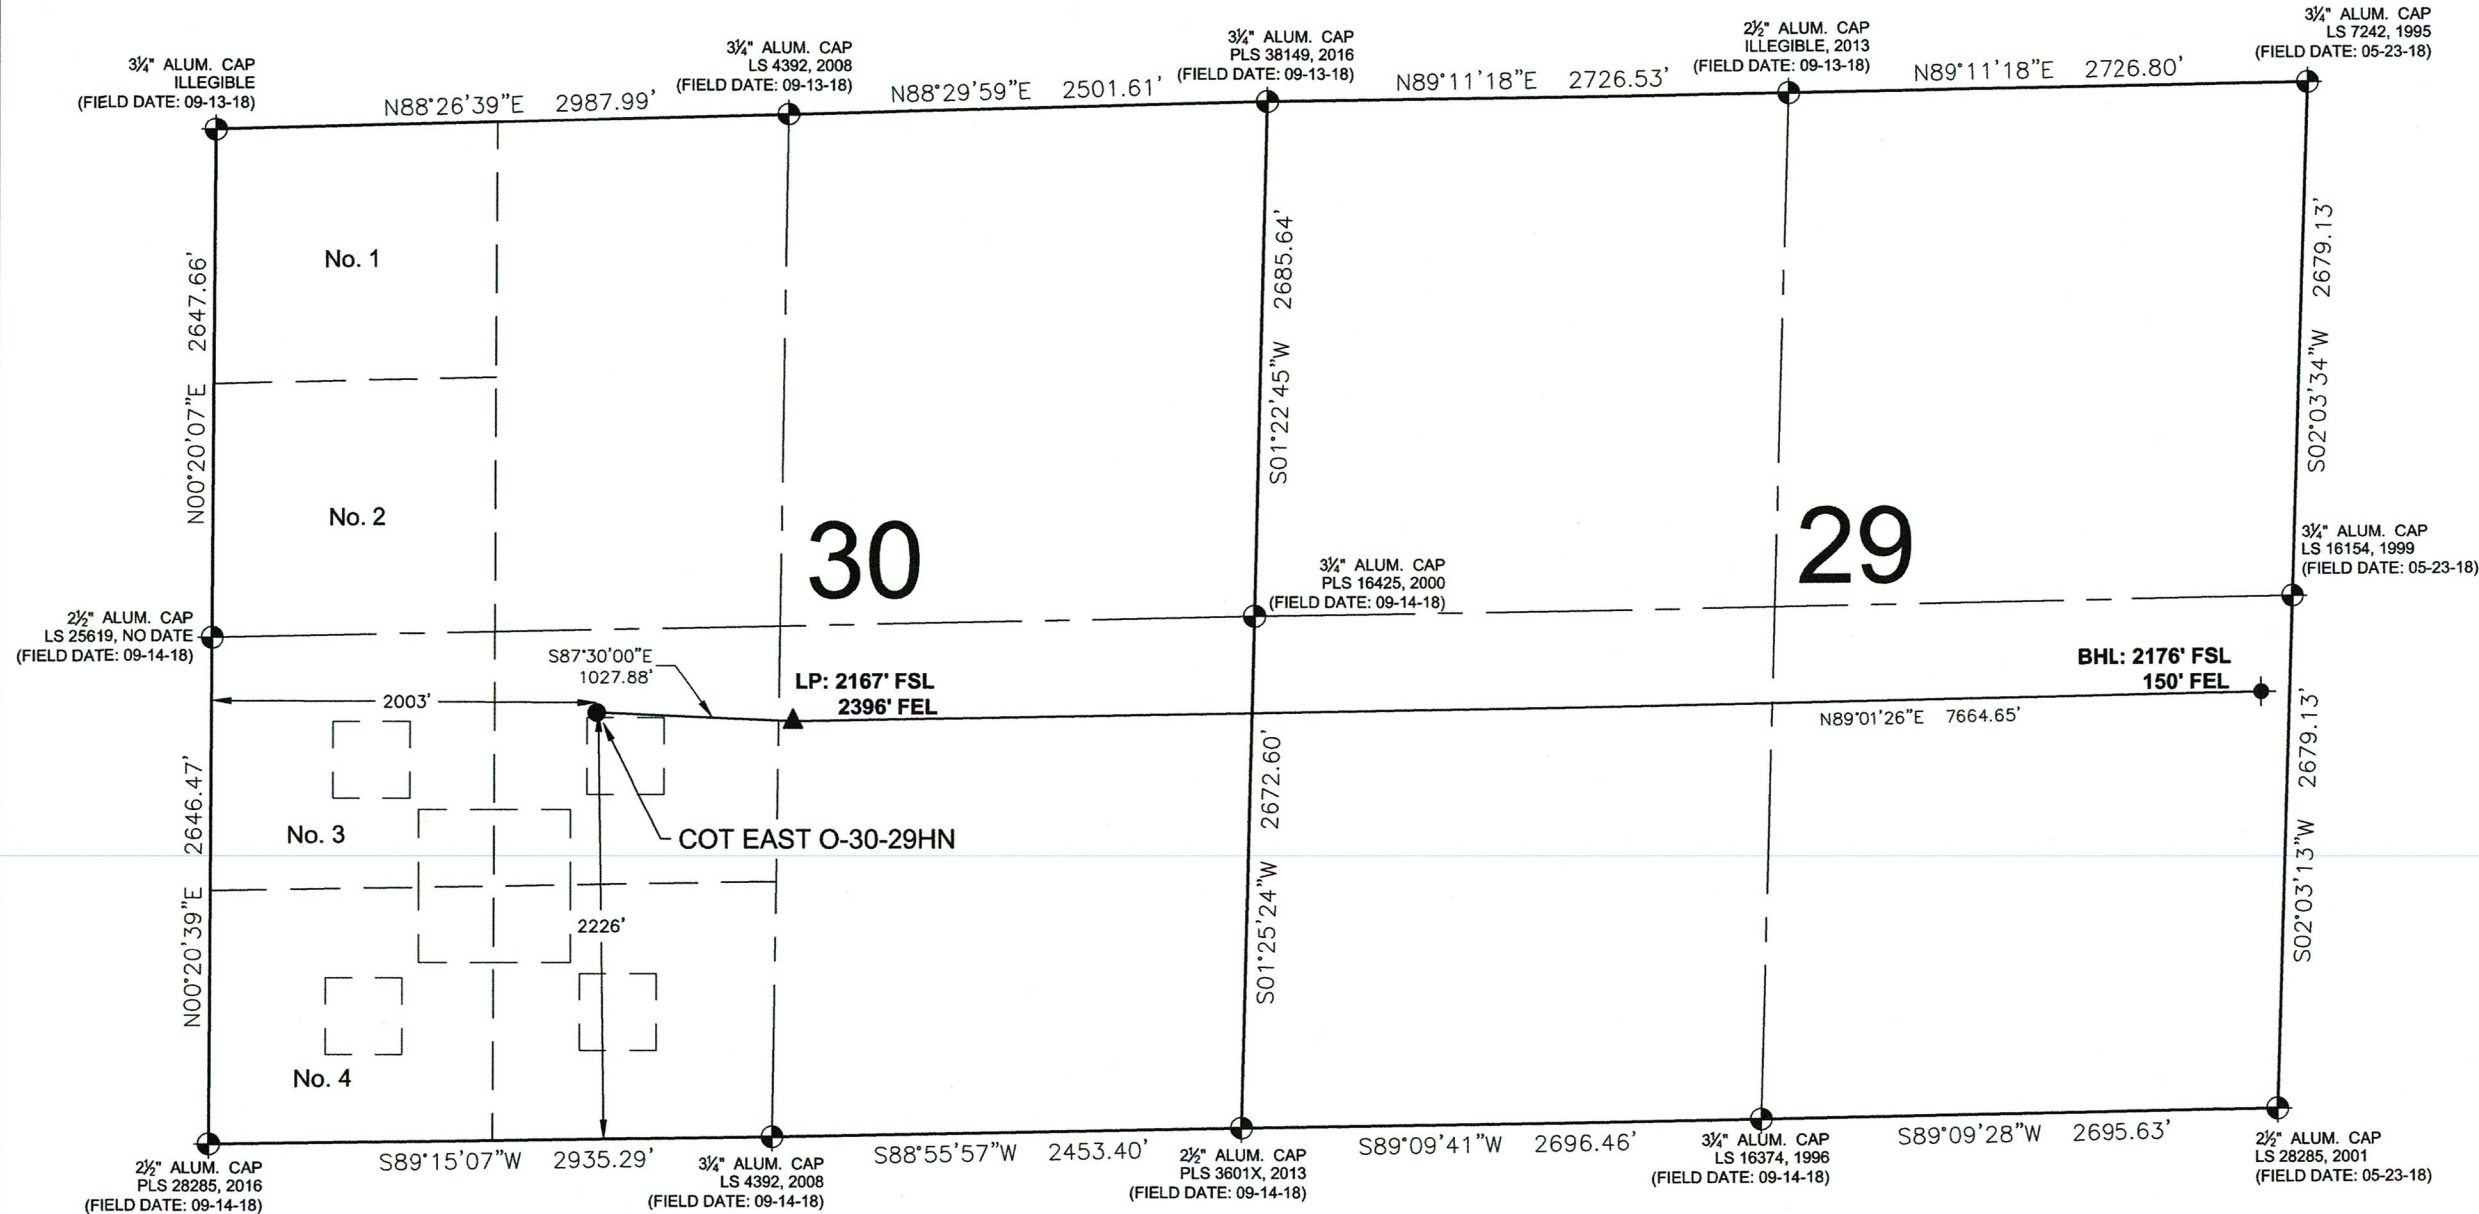 3¼" ALUM. CAP
ILLEGIBLE
(FIELD DATE: 09-13-18)
N88°26'39"E 2987.99'
3¼" ALUM. CAP
LS 4392, 2008
(FIELD DATE: 09-13-18)
N88°29'59"E 2501.61'
3¼" ALUM. CAP
PLS 38149, 2016
(FIELD DATE: 09-13-18)
N89°11'18"E 2726.53'
2½" ALUM. CAP
ILLEGIBLE, 2013
(FIELD DATE: 09-13-18)
N89°11'18"E 2726.80'
3¼" ALUM. CAP
LS 7242, 1995
(FIELD DATE: 05-23-18)
N00°20'07"E 2647.66'
No. 1
No. 2
S01°22'45"W 2685.64'
S02°03'34"W 2679.13'
30
29
3¼" ALUM. CAP
LS 16154, 1999
(FIELD DATE: 05-23-18)
3¼" ALUM. CAP
PLS 16425, 2000
(FIELD DATE: 09-14-18)
2½" ALUM. CAP
LS 25619, NO DATE
(FIELD DATE: 09-14-18)
S87°30'00"E
1027.88'
LP: 2167' FSL
2396' FEL
BHL: 2176' FSL
150' FEL
2003'
N89°01'26"E 7664.65'
N00°20'39"E 2646.47'
No. 3
COT EAST O-30-29HN
2226'
No. 4
S01°25'24"W 2672.60'
S02°03'13"W 2679.13'
2½" ALUM. CAP
PLS 28285, 2016
(FIELD DATE: 09-14-18)
S89°15'07"W 2935.29'
3¼" ALUM. CAP
LS 4392, 2008
(FIELD DATE: 09-14-18)
S88°55'57"W 2453.40'
2½" ALUM. CAP
PLS 3601X, 2013
(FIELD DATE: 09-14-18)
S89°09'41"W 2696.46'
3¼" ALUM. CAP
LS 16374, 1996
(FIELD DATE: 09-14-18)
S89°09'28"W 2695.63'
2½" ALUM. CAP
LS 28285, 2001
(FIELD DATE: 05-23-18)